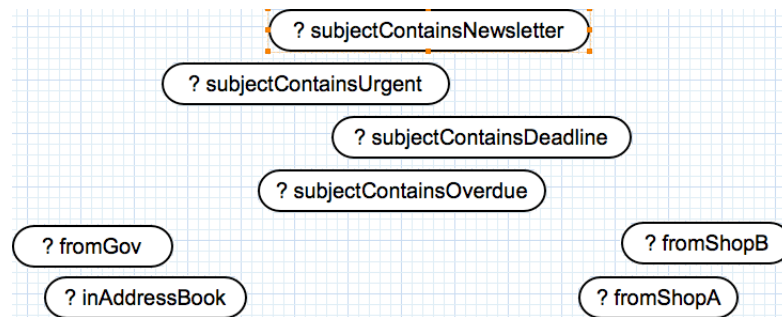 ? subjectContainsNewsletter
? subjectContainsUrgent
? subjectContainsDeadline
? subjectContainsOverdue
? fromGov
? fromShopB
? inAddressBook
? fromShopA